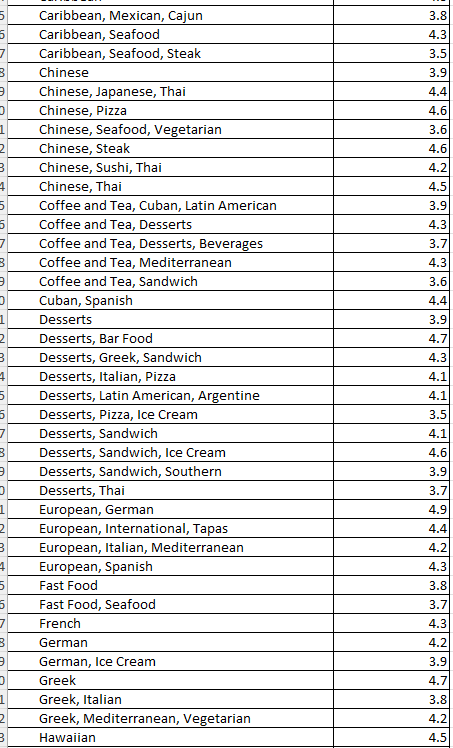 5 Caribbean, Mexican, Cajun 3.8
6 Caribbean, Seafood 4.3
7 Caribbean, Seafood, Steak 3.5
8 Chinese 3.9
9 Chinese, Japanese, Thai 4.4
0 Chinese, Pizza 4.6
1 Chinese, Seafood, Vegetarian 3.6
2 Chinese, Steak 4.6
3 Chinese, Sushi, Thai 4.2
4 Chinese, Thai 4.5
5 Coffee and Tea, Cuban, Latin American 3.9
6 Coffee and Tea, Desserts 4.3
7 Coffee and Tea, Desserts, Beverages 3.7
8 Coffee and Tea, Mediterranean 4.3
9 Coffee and Tea, Sandwich 3.6
0 Cuban, Spanish 4.4
1 Desserts 3.9
2 Desserts, Bar Food 4.7
3 Desserts, Greek, Sandwich 4.3
4 Desserts, Italian, Pizza 4.1
5 Desserts, Latin American, Argentine 4.1
6 Desserts, Pizza, Ice Cream 3.5
7 Desserts, Sandwich 4.1
8 Desserts, Sandwich, Ice Cream 4.6
9 Desserts, Sandwich, Southern 3.9
0 Desserts, Thai 3.7
1 European, German 4.9
2 European, International, Tapas 4.4
3 European, Italian, Mediterranean 4.2
4 European, Spanish 4.3
5 Fast Food 3.8
6 Fast Food, Seafood 3.7
7 French 4.3
8 German 4.2
9 German, Ice Cream 3.9
0 Greek 4.7
1 Greek, Italian 3.8
2 Greek, Mediterranean, Vegetarian 4.2
3 Hawaiian 4.5